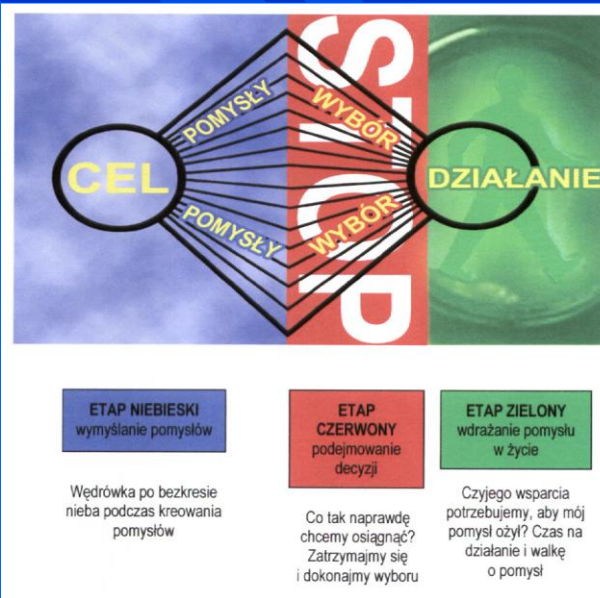 STOP
POMYSŁY
WYBÓR
CEL
DZIAŁANIE
POMYSŁY
WYBÓR
ETAP NIEBIESKI
wymyślanie pomysłów
Wędrówka po bezkresie
nieba podczas kreowania
pomysłów
ETAP
CZERWONY
podejmowanie
decyzji
Co tak naprawdę
chcemy osiągnąć?
Zatrzymajmy się
i dokonajmy wyboru
ETAP ZIELONY
wdrażanie pomysłu
w życie
Czyjego wsparcia
potrzebujemy, aby mój
pomysł ożył? Czas na
działanie i walkę
o pomysł